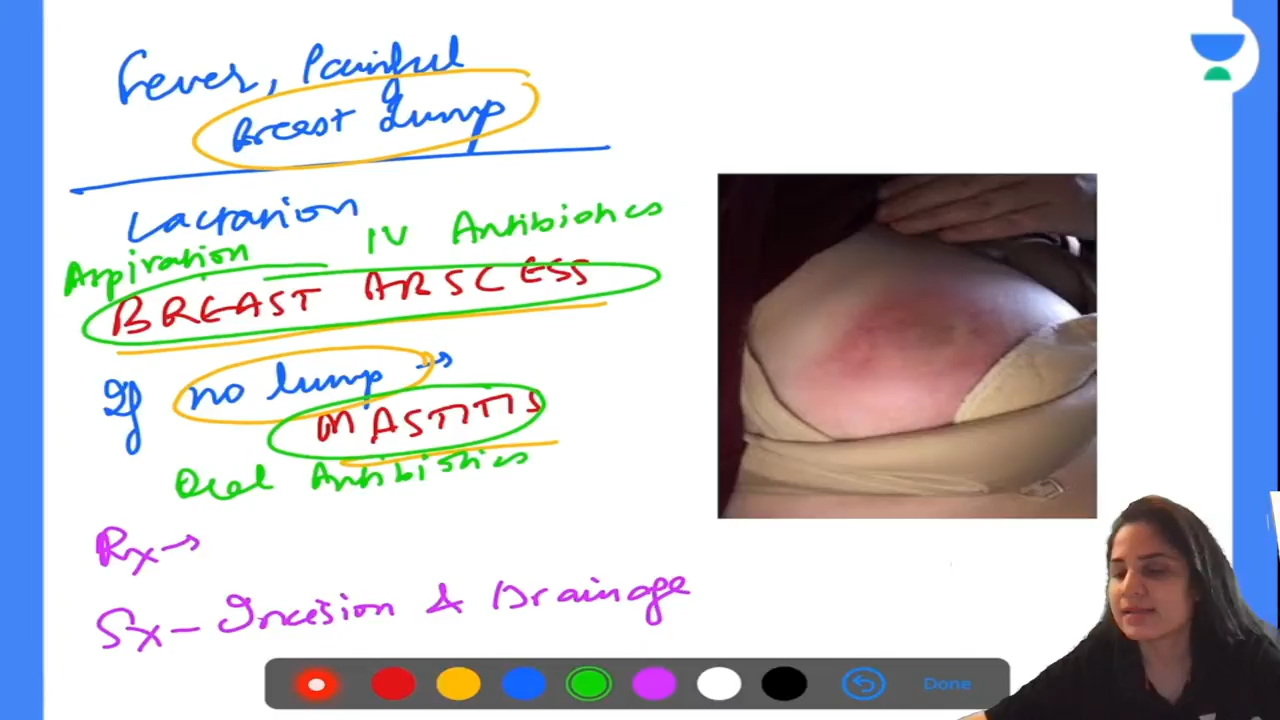 Fever, Painful
Breast Lump
Lactation
Aspiration
IV Antibiotics
BREAST ABSCESS
If no lump →
MASTITIS
Oral Antibiotics
Rx →
Sx - Incision & Drainage
Done